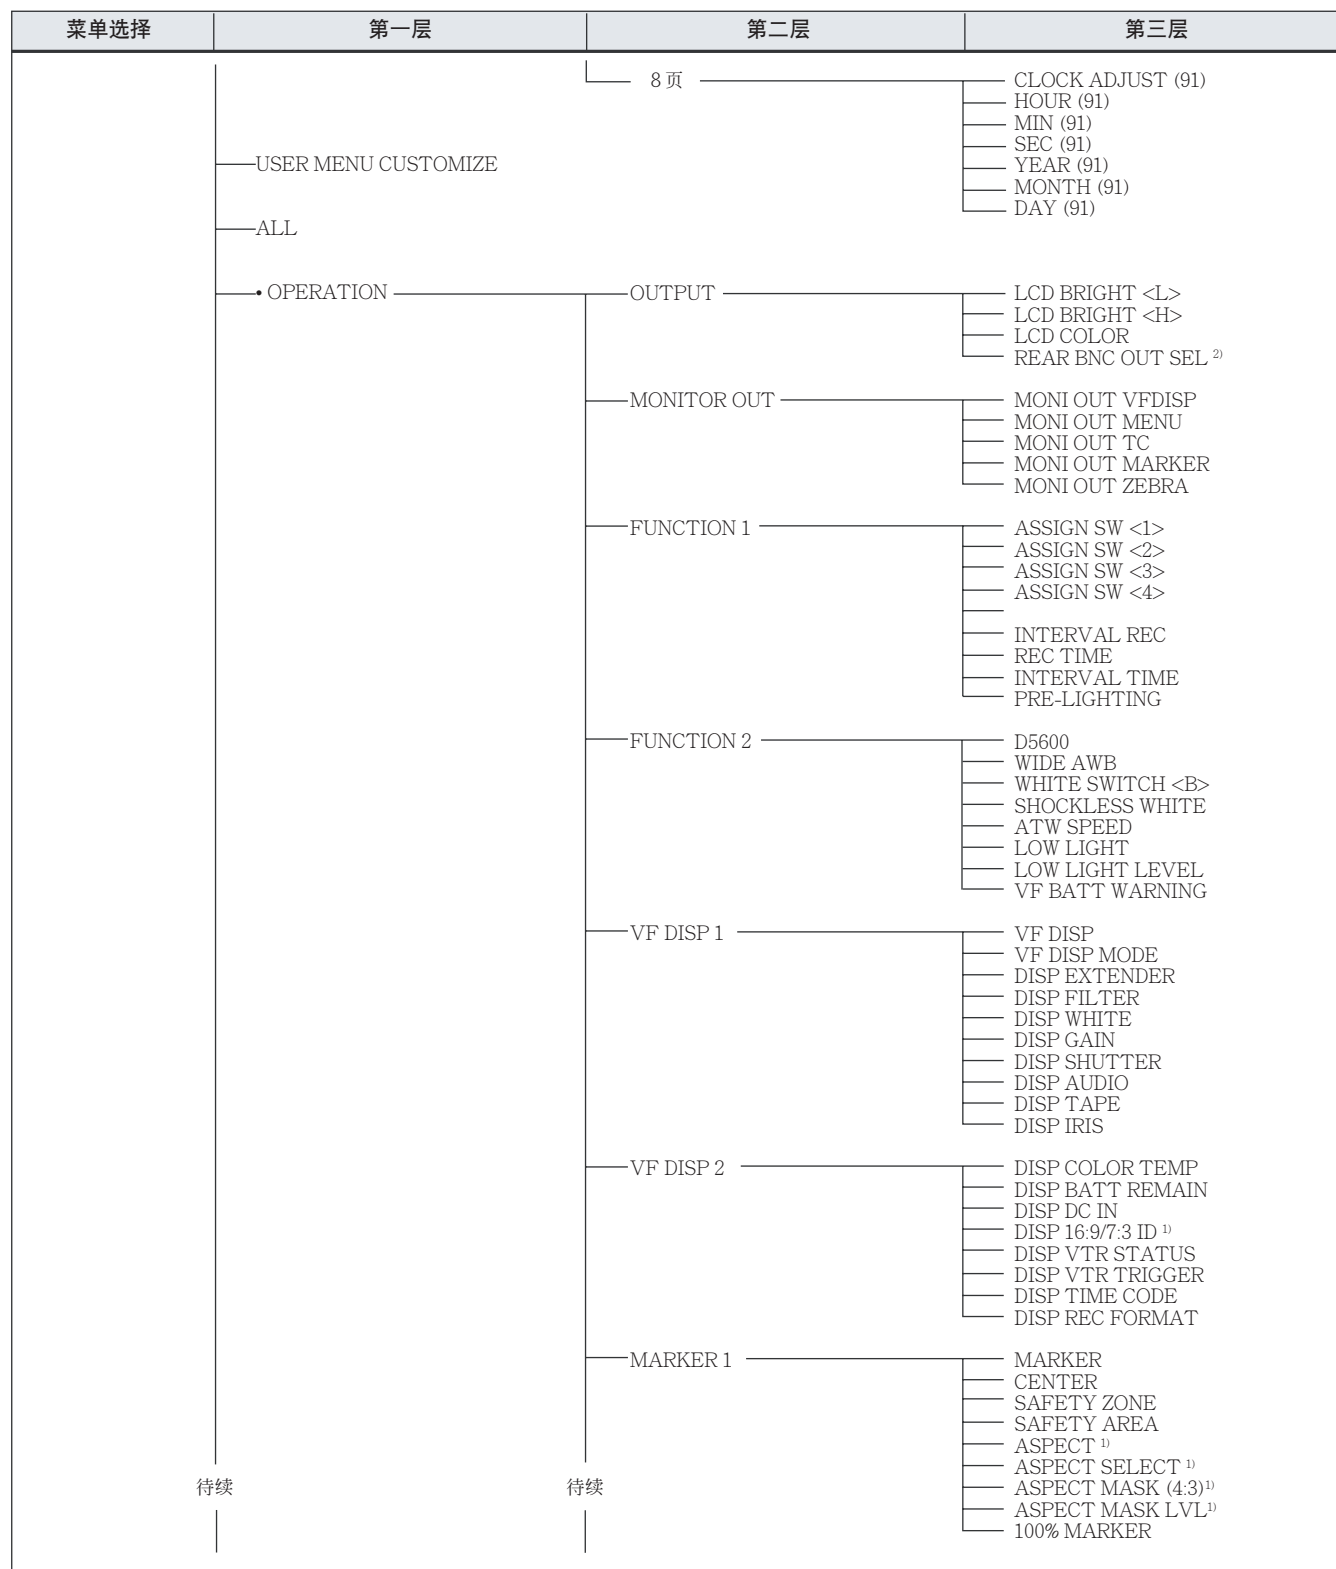 菜单选择 第一层 第二层 第三层
8 页 CLOCK ADJUST (91)
HOUR (91)
MIN (91)
SEC (91)
USER MENU CUSTOMIZE YEAR (91)
MONTH (91)
DAY (91)
ALL
• OPERATION OUTPUT LCD BRIGHT <L>
LCD BRIGHT <H>
LCD COLOR
REAR BNC OUT SEL 2)
MONITOR OUT MONI OUT VFDISP
MONI OUT MENU
MONI OUT TC
MONI OUT MARKER
MONI OUT ZEBRA
FUNCTION 1 ASSIGN SW <1>
ASSIGN SW <2>
ASSIGN SW <3>
ASSIGN SW <4>
INTERVAL REC
REC TIME
INTERVAL TIME
PRE-LIGHTING
FUNCTION 2 D5600
WIDE AWB
WHITE SWITCH <B>
SHOCKLESS WHITE
ATW SPEED
LOW LIGHT
LOW LIGHT LEVEL
VF BATT WARNING
VF DISP 1 VF DISP
VF DISP MODE
DISP EXTENDER
DISP FILTER
DISP WHITE
DISP GAIN
DISP SHUTTER
DISP AUDIO
DISP TAPE
DISP IRIS
VF DISP 2 DISP COLOR TEMP
DISP BATT REMAIN
DISP DC IN
DISP 16:9/7:3 ID 1)
DISP VTR STATUS
DISP VTR TRIGGER
DISP TIME CODE
DISP REC FORMAT
MARKER 1 MARKER
CENTER
SAFETY ZONE
SAFETY AREA
ASPECT 1)
ASPECT SELECT 1)
待续 待续 ASPECT MASK (4:3)1)
ASPECT MASK LVL1)
100% MARKER